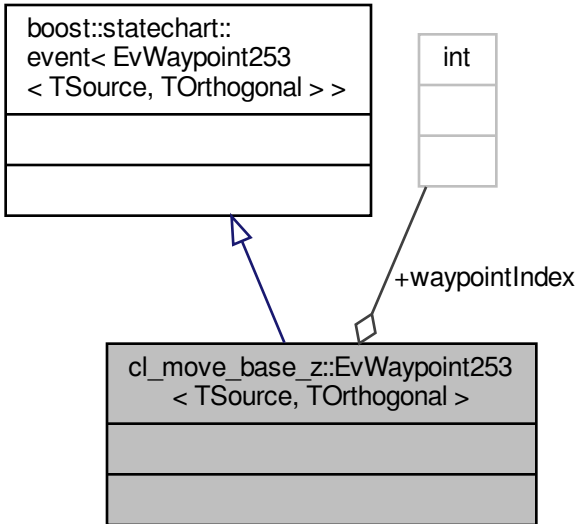 boost::statechart::
event< EvWaypoint253
< TSource, TOrthogonal > >
int
+waypointIndex
cl_move_base_z::EvWaypoint253
< TSource, TOrthogonal >